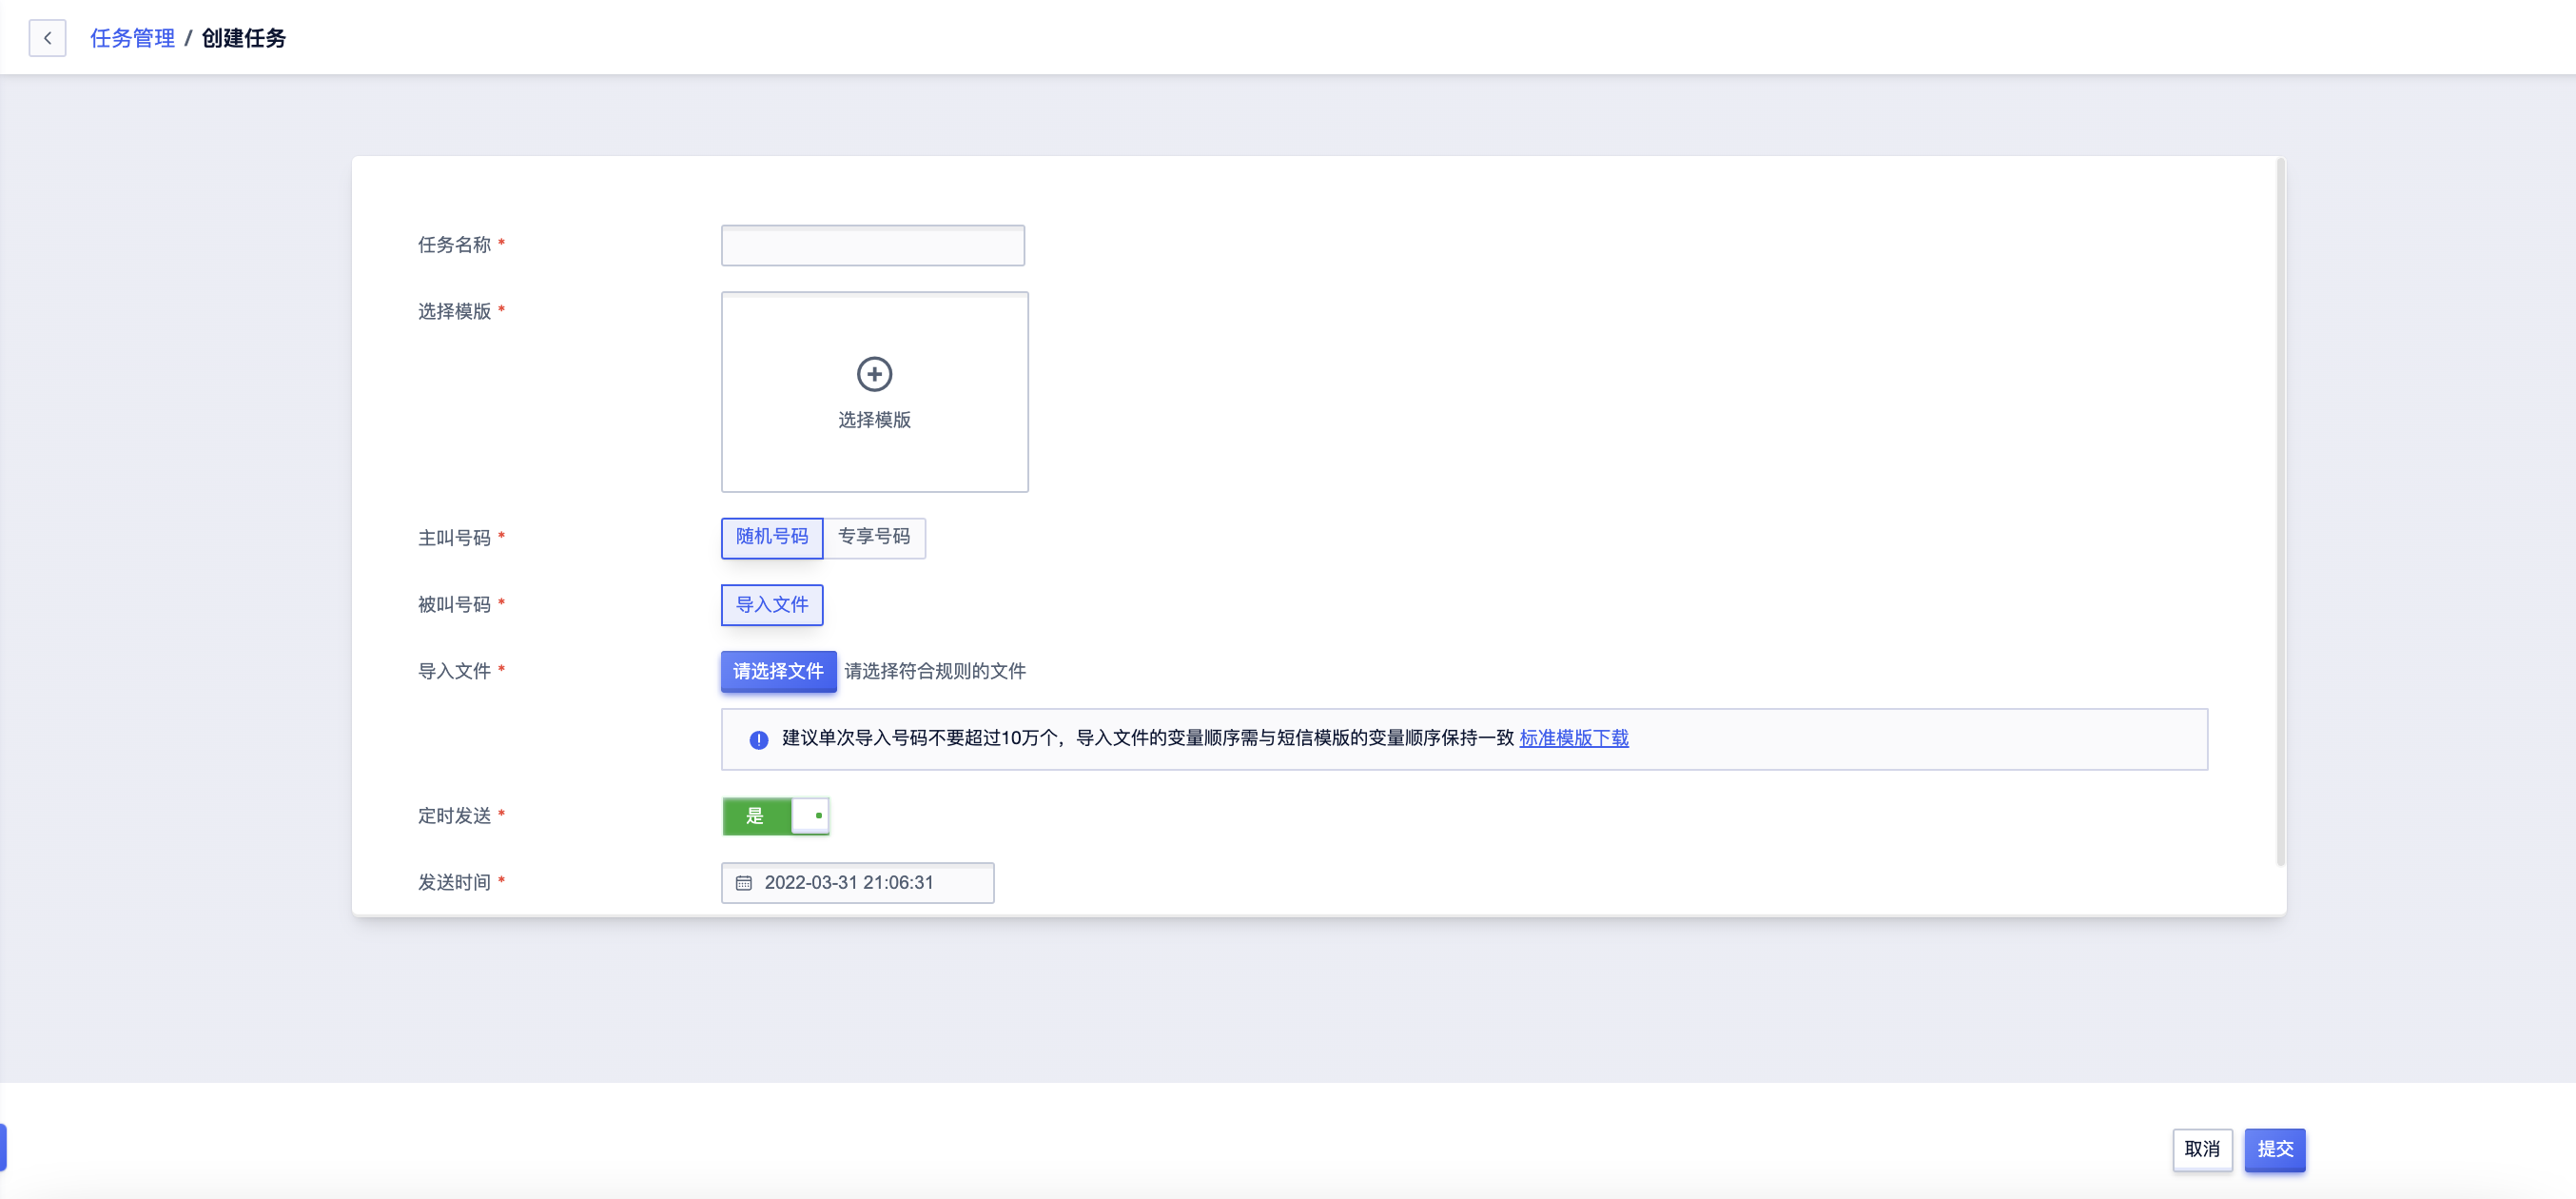 任务管理 / 创建任务
任务名称 *
选择模版 *
选择模版
主叫号码 * 随机号码 专享号码
被叫号码 * 导入文件
导入文件 * 请选择文件 请选择符合规则的文件
建议单次导入号码不要超过10万个，导入文件的变量顺序需与短信模版的变量顺序保持一致 标准模版下载
定时发送 * 是
发送时间 * 2022-03-31 21:06:31
取消 提交